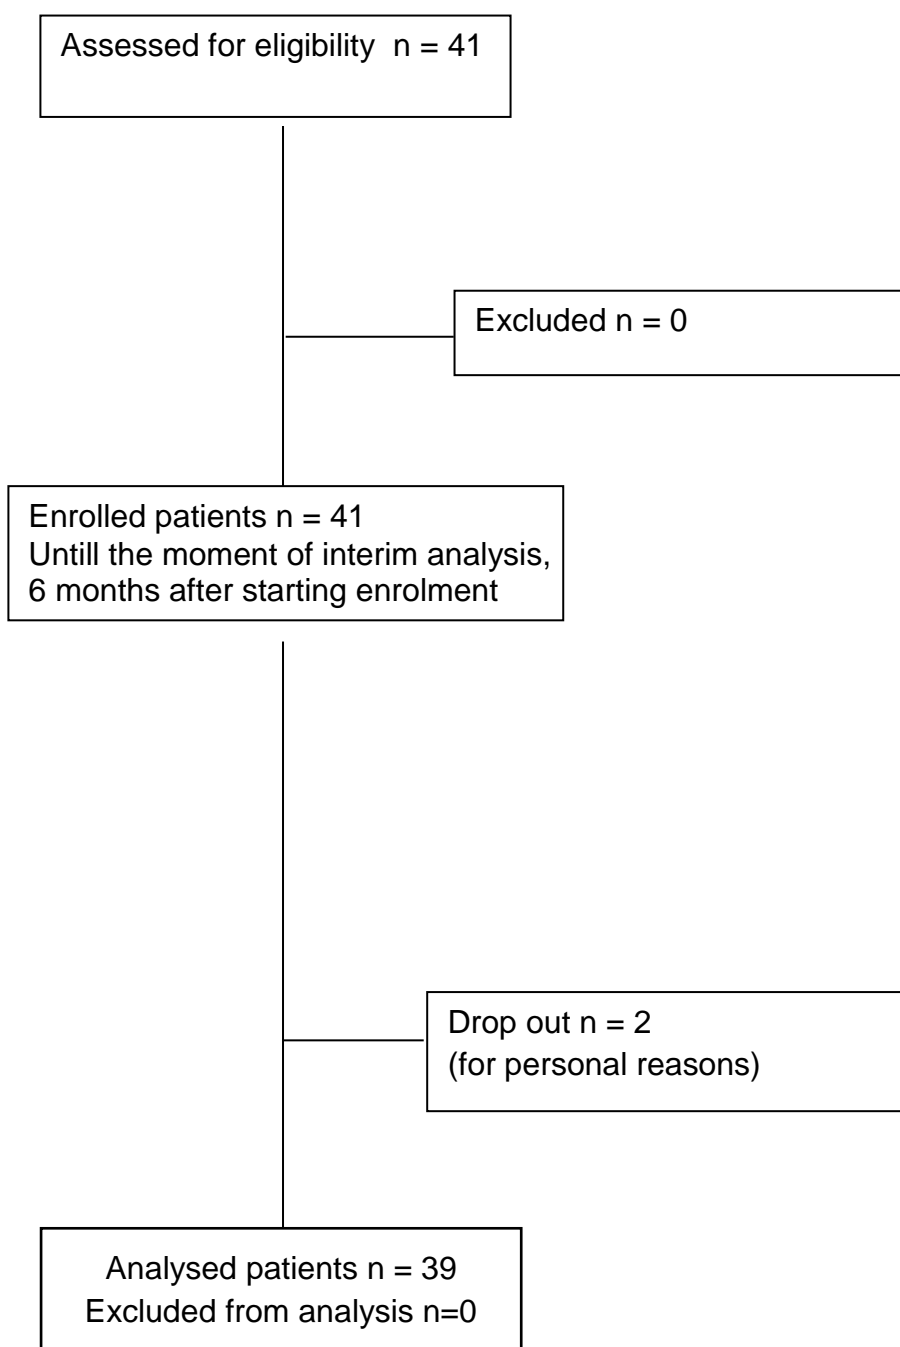 Assessed for eligibility  n = 41
Excluded n = 0
Enrolled patients n = 41
Untill the moment of interim analysis,
6 months after starting enrolment
Drop out n = 2
(for personal reasons)
Analysed patients n = 39
Excluded from analysis n=0